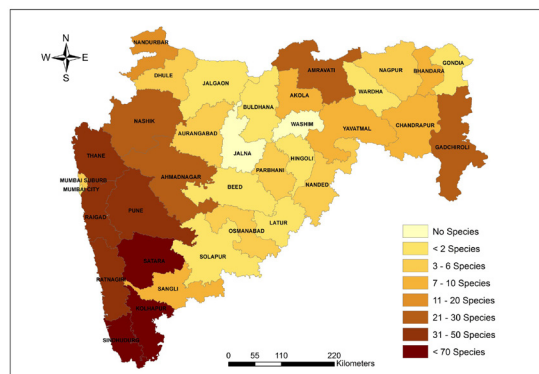 N
W E
S
NANDURBAR
DHULE
JALGAON
BULDHANA
AKOLA
AMRAVATI
WARDHA
NAGPUR
BHANDARA
GONDIA
NASHIK
AURANGABAD
JALNA
WASHIM
YAVATMAL
CHANDRAPUR
GADCHIROLI
HINGOLI
PARBHANI
NANDED
THANE
AHMADNAGAR
BEED
MUMBAI SUBURB
MUMBAI CITY
RAIGAD
PUNE
LATUR
OSMANABAD
SATARA
SOLAPUR
RATNAGIRI
SANGLI
KOLHAPUR
SINDHUDURG
No Species
< 2 Species
3 - 6 Species
7 - 10 Species
11 - 20 Species
21 - 30 Species
31 - 50 Species
< 70 Species
0 55 110 220
Kilometers